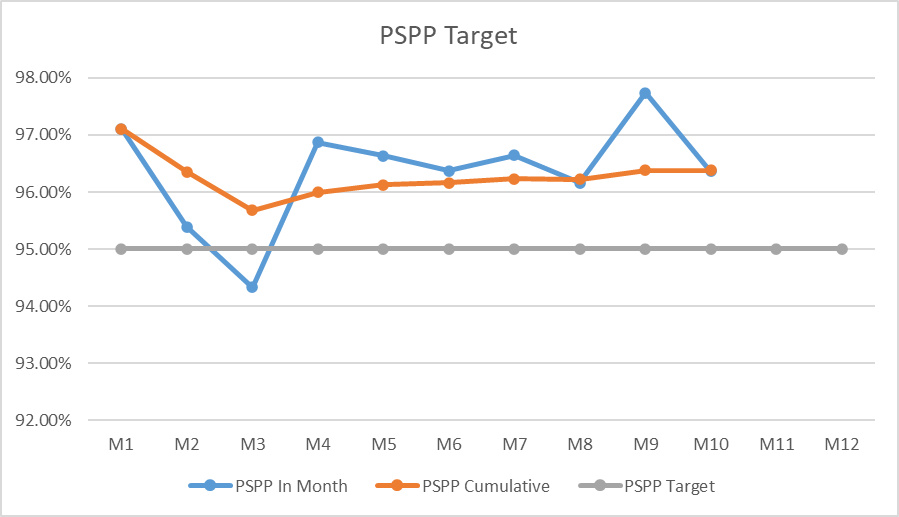 PSPP Target
98.00%
97.00%
96.00%
95.00%
94.00%
93.00%
92.00%
M1 M2 M3 M4 M5 M6 M7 M8 M9 M10 M11 M12
PSPP In Month PSPP Cumulative PSPP Target